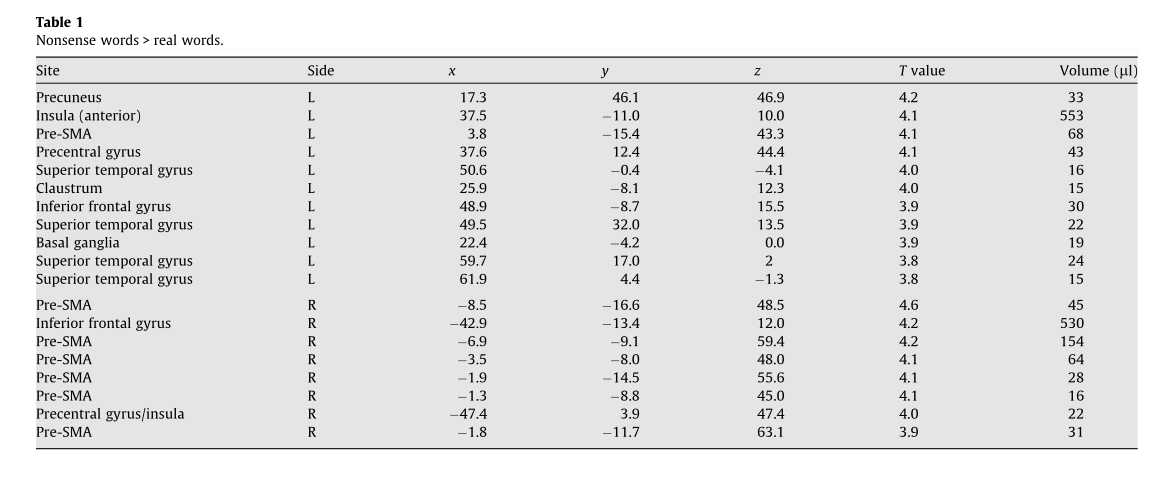 Table 1
Nonsense words > real words.
Site Side x y z T value Volume (μl)
Precuneus L 17.3 46.1 46.9 4.2 33
Insula (anterior) L 37.5 −11.0 10.0 4.1 553
Pre-SMA L 3.8 −15.4 43.3 4.1 68
Precentral gyrus L 37.6 12.4 44.4 4.1 43
Superior temporal gyrus L 50.6 −0.4 −4.1 4.0 16
Claustrum L 25.9 −8.1 12.3 4.0 15
Inferior frontal gyrus L 48.9 −8.7 15.5 3.9 30
Superior temporal gyrus L 49.5 32.0 13.5 3.9 22
Basal ganglia L 22.4 −4.2 0.0 3.9 19
Superior temporal gyrus L 59.7 17.0 2 3.8 24
Superior temporal gyrus L 61.9 4.4 −1.3 3.8 15
Pre-SMA R −8.5 −16.6 48.5 4.6 45
Inferior frontal gyrus R −42.9 −13.4 12.0 4.2 530
Pre-SMA R −6.9 −9.1 59.4 4.2 154
Pre-SMA R −3.5 −8.0 48.0 4.1 64
Pre-SMA R −1.9 −14.5 55.6 4.1 28
Pre-SMA R −1.3 −8.8 45.0 4.1 16
Precentral gyrus/insula R −47.4 3.9 47.4 4.0 22
Pre-SMA R −1.8 −11.7 63.1 3.9 31